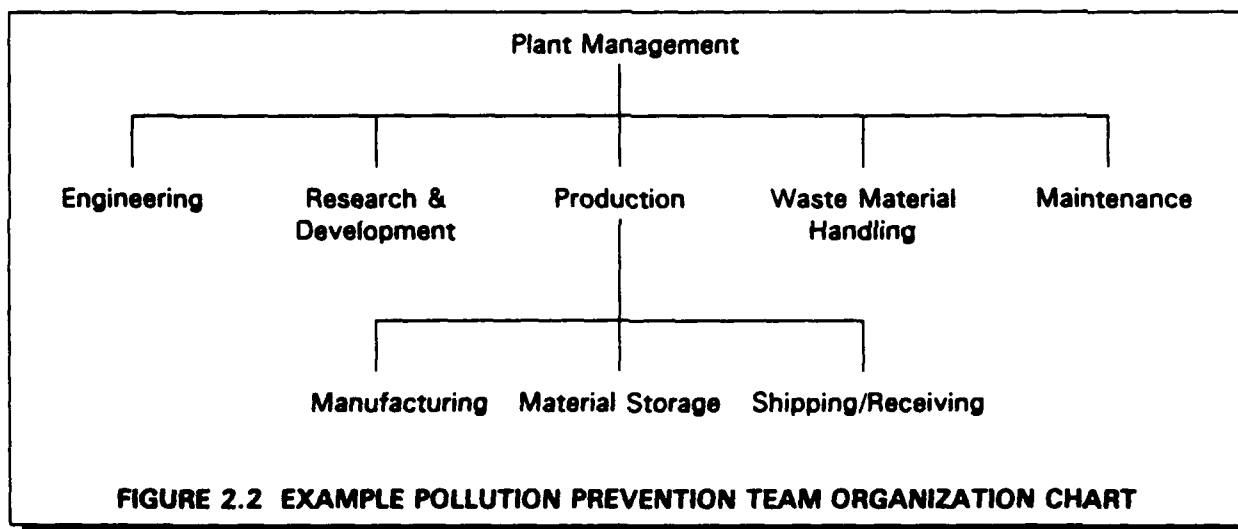 Plant Management
Engineering
Research &
Development
Production
Waste Material
Handling
Maintenance
Manufacturing
Material Storage
Shipping/Receiving
FIGURE 2.2 EXAMPLE POLLUTION PREVENTION TEAM ORGANIZATION CHART